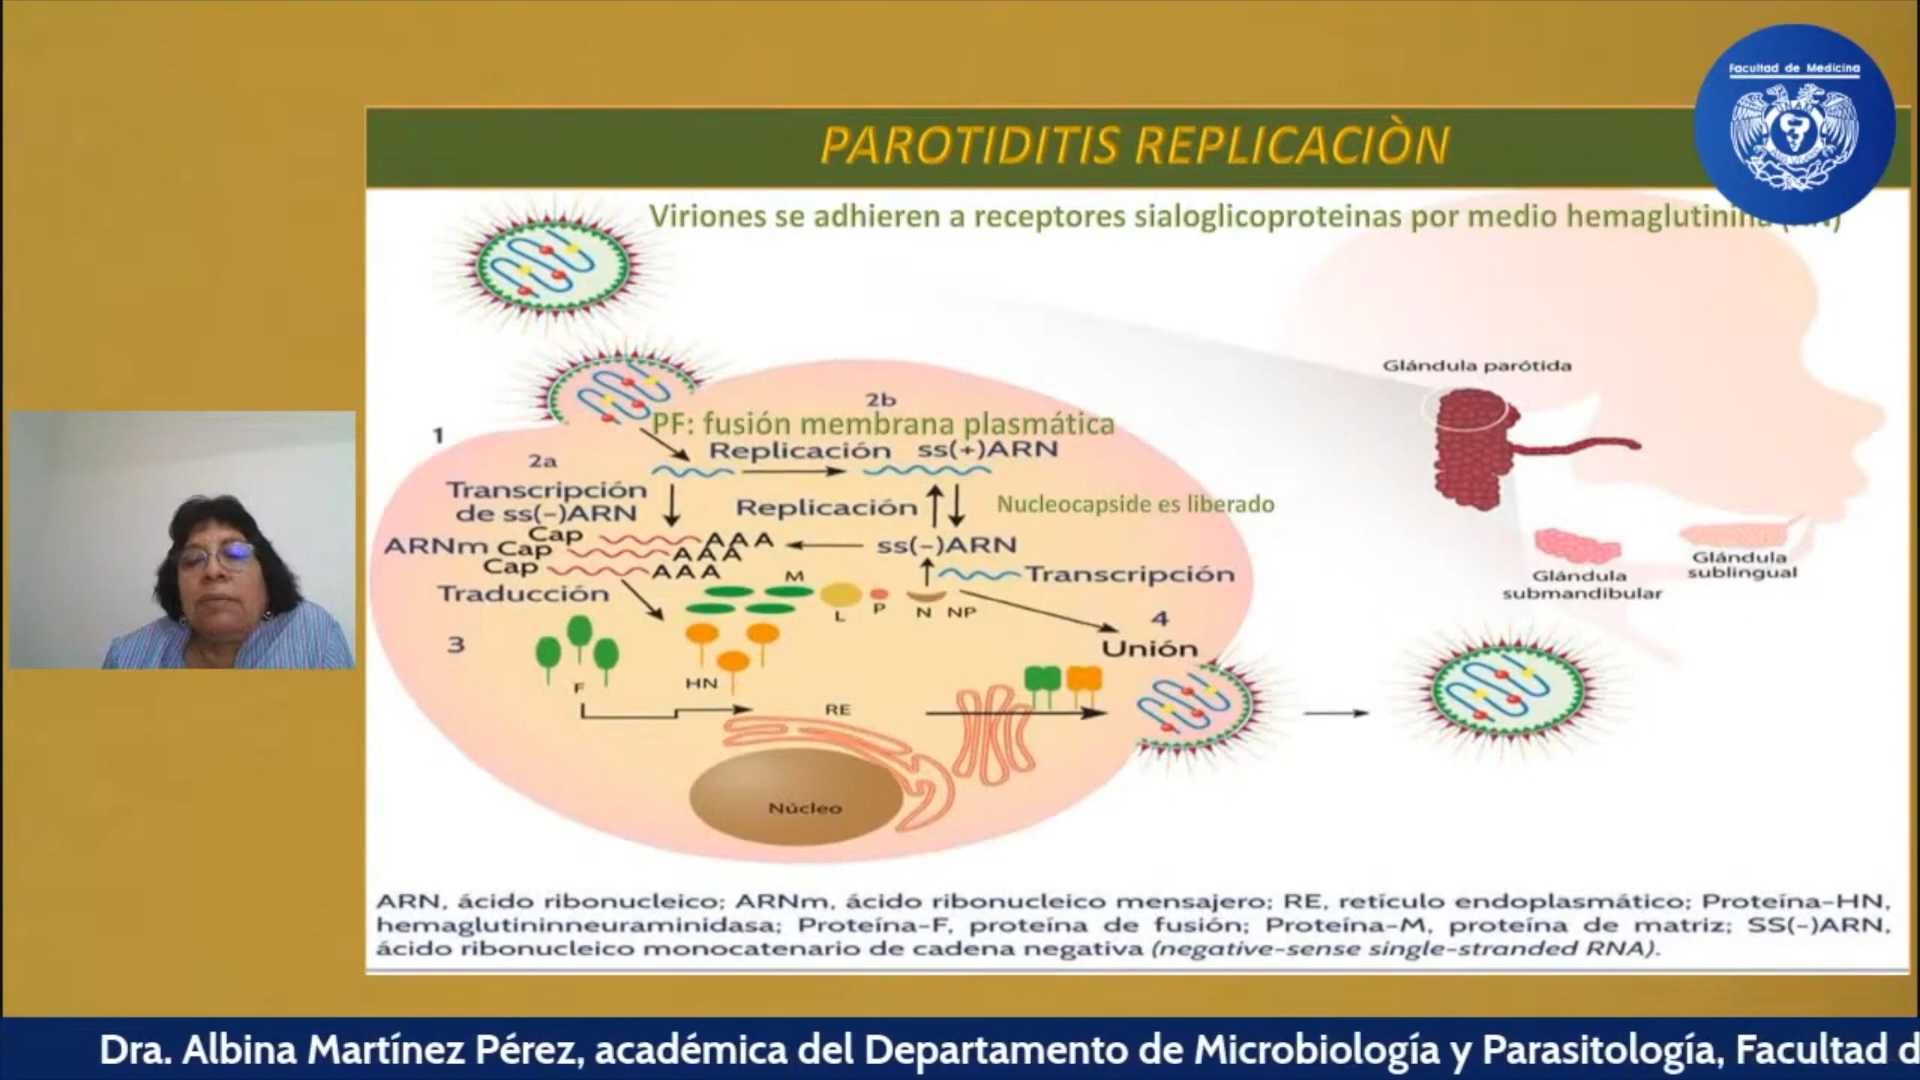 Facultad de Medicina
PAROTIDITIS REPLICACIÒN
Viriones se adhieren a receptores sialoglicoproteinas por medio
Glándula parótida
2b
PF: fusión membrana plasmática
1
Replicación ss(+)ARN
2a
Transcripción
de ss(-)ARN
Replicación
Nucleocapside es liberado
Cap AAA
ARNm Cap AAA
Cap AAA
ss(-)ARN
Transcripción
Glándula
sublingual
Glándula
submandibular
Traducción
M
L
P
N
NP
4
Unión
3
F
HN
RE
Núcleo
ARN, ácido ribonucleico; ARNm, ácido ribonucleico mensajero; RE, retículo endoplasmático; Proteína-HN,
hemaglutininneuraminidasa; Proteína-F, proteína de fusión; Proteína-M, proteína de matriz; SS(-)ARN,
ácido ribonucleico monocatenario de cadena negativa (negative-sense single-stranded RNA).
Dra. Albina Martínez Pérez, académica del Departamento de Microbiología y Parasitología, Facultad d